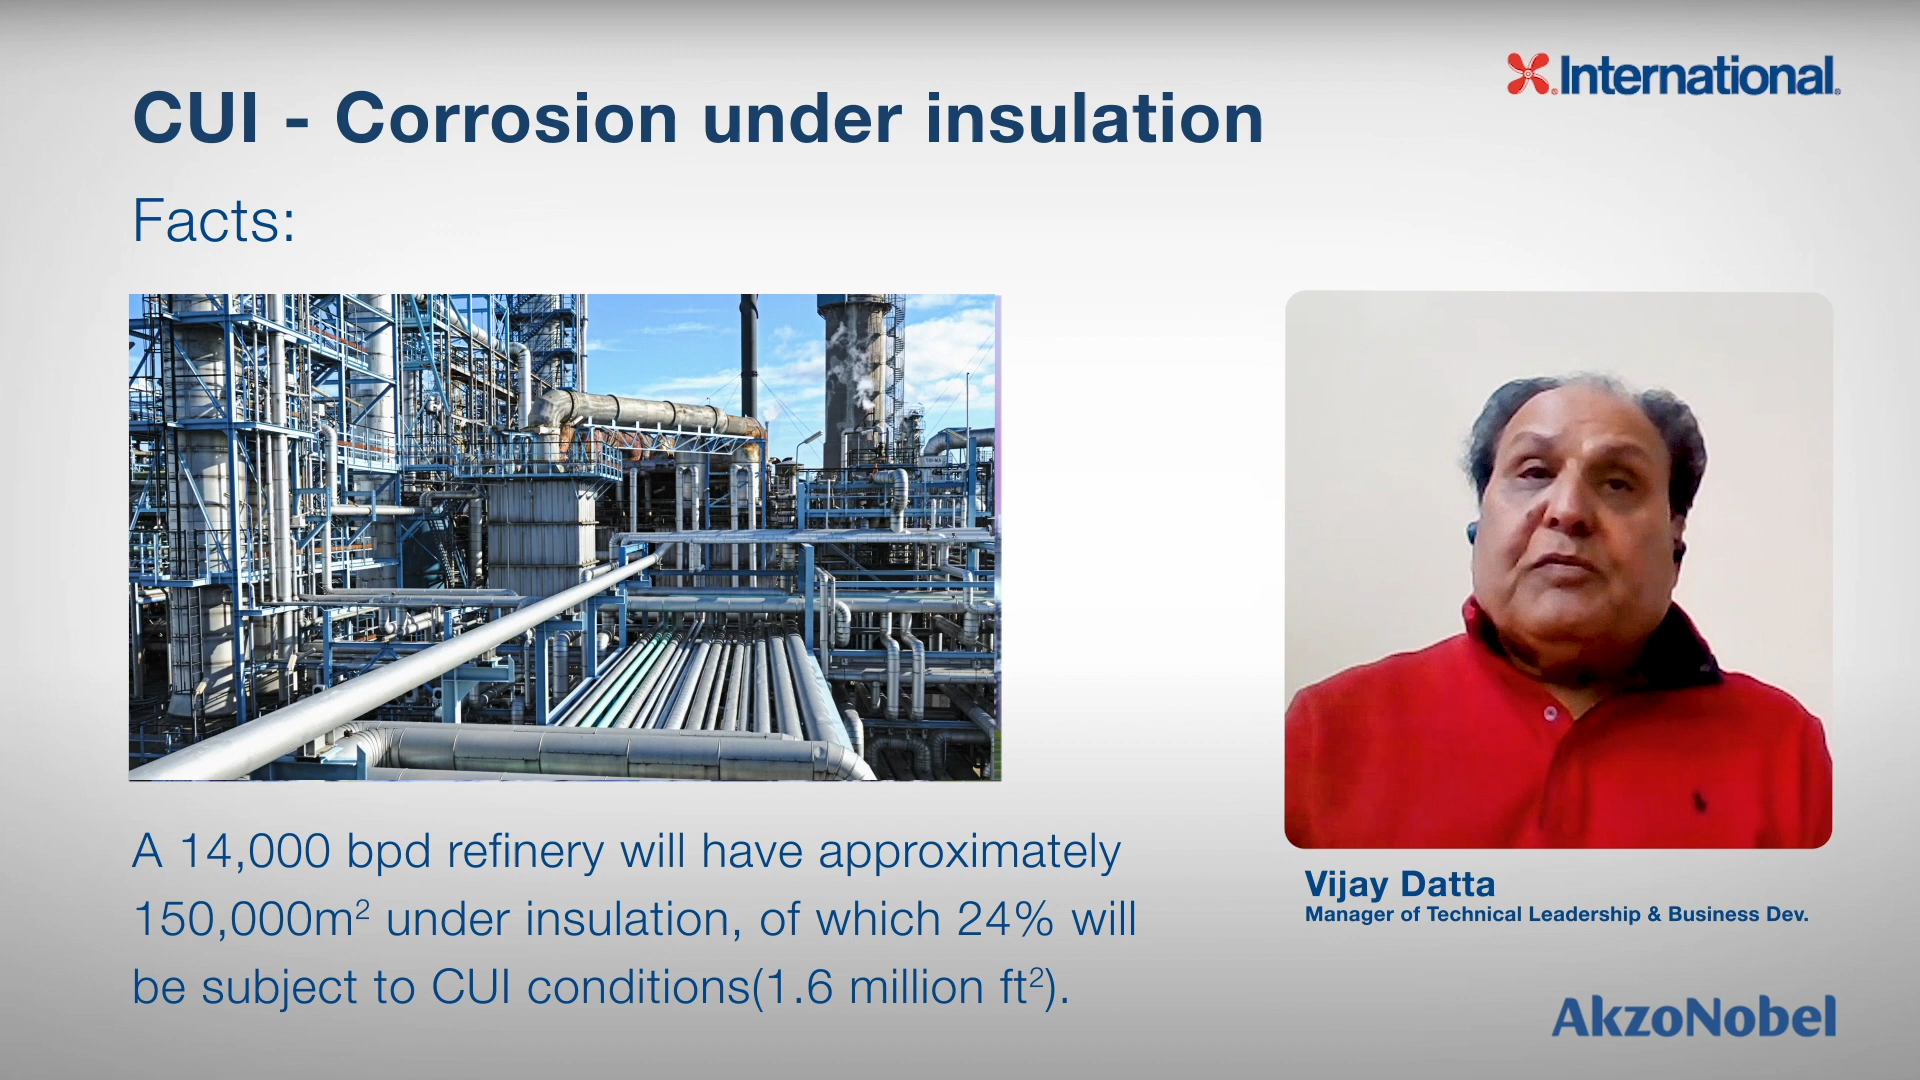 CUI - Corrosion under insulation
International.
Facts:
A 14,000 bpd refinery will have approximately
150,000m² under insulation, of which 24% will
be subject to CUI conditions(1.6 million ft²).
Vijay Datta
Manager of Technical Leadership & Business Dev.
AkzoNobel